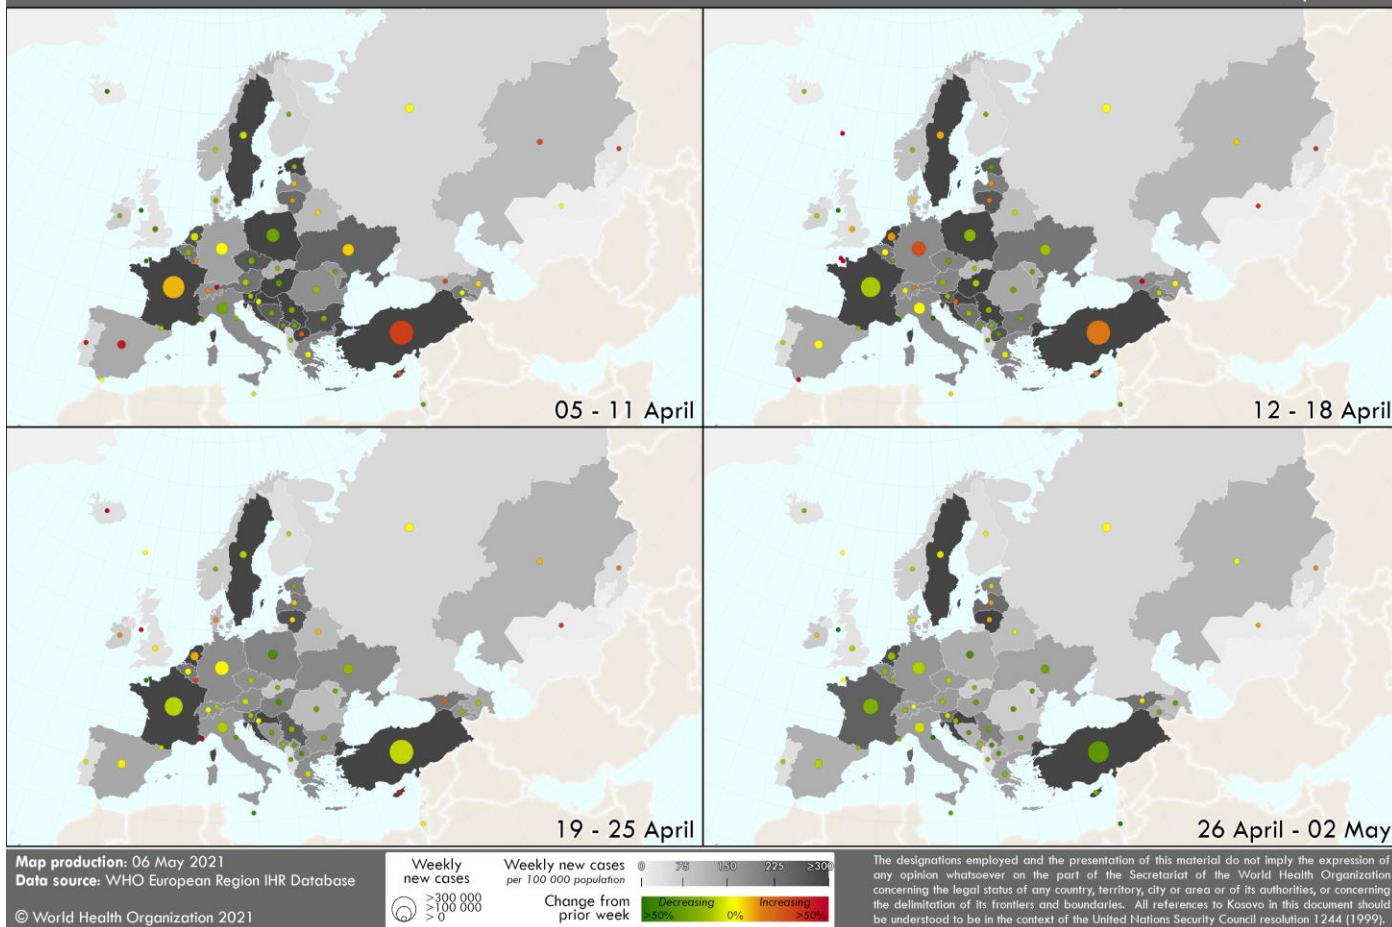 05 - 11 April
12 - 18 April
19 - 25 April
26 April - 02 May
Map production: 06 May 2021
Data source: WHO European Region IHR Database
© World Health Organization 2021
Weekly
new cases
>300 000
>100 000
> 0
Weekly new cases
per 100 000 population
0 75 150 225 ≥300
Change from
prior week
Decreasing Increasing
>50% 0% >50%
The designations employed and the presentation of this material do not imply the expression of
any opinion whatsoever on the part of the Secretariat of the World Health Organization
concerning the legal status of any country, territory, city or area or of its authorities, or concerning
the delimitation of its frontiers and boundaries. All references to Kosovo in this document should
be understood to be in the context of the United Nations Security Council resolution 1244 (1999).